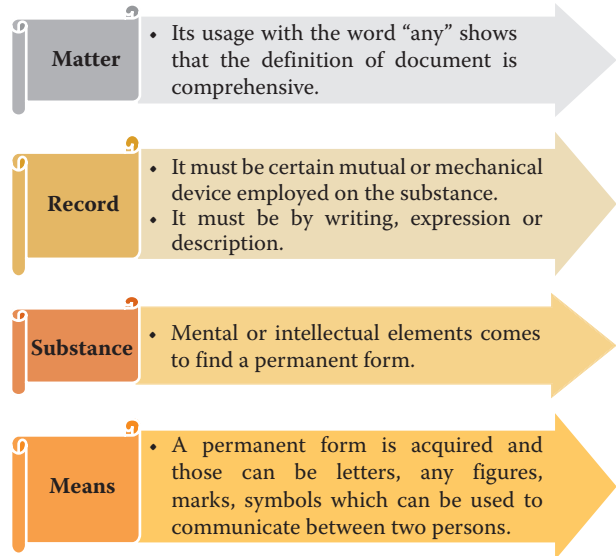 Matter
• Its usage with the word “any” shows
that the definition of document is
comprehensive.
Record
• It must be certain mutual or mechanical
device employed on the substance.
• It must be by writing, expression or
description.
Substance
• Mental or intellectual elements comes
to find a permanent form.
Means
• A permanent form is acquired and
those can be letters, any figures,
marks, symbols which can be used to
communicate between two persons.